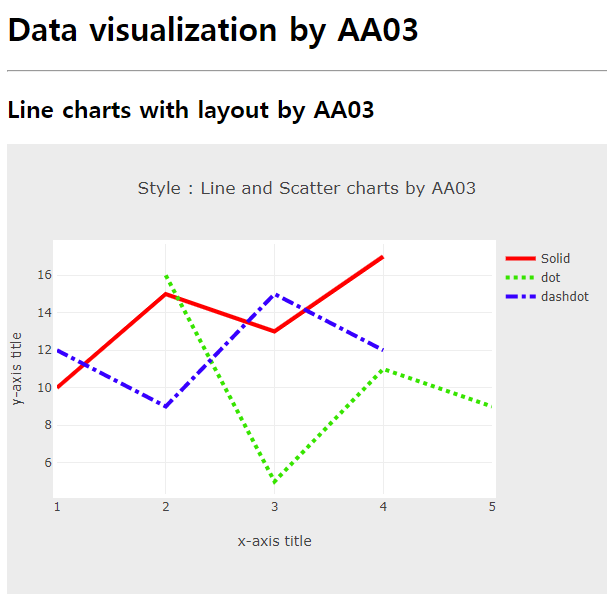 Data visualization by AA03
Line charts with layout by AA03
Style : Line and Scatter charts by AA03
Solid
dot
dashdot
y-axis title
16
14
12
10
8
6
1 2 3 4 5
x-axis title